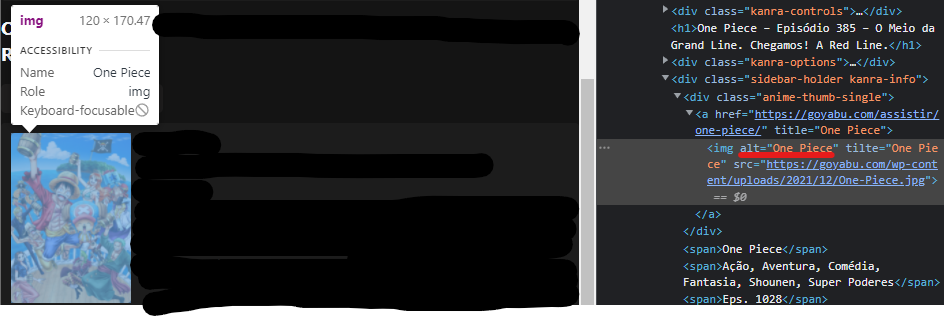 img 120 × 170.47
ACCESSIBILITY
Name One Piece
Role img
Keyboard-focusable
<div class="kanra-controls">…</div>
<h1>One Piece – Episódio 385 – O Meio da
Grand Line. Chegamos! A Red Line.</h1>
<div class="kanra-options">…</div>
<div class="sidebar-holder kanra-info">
<div class="anime-thumb-single">
<a href="https://goyabu.com/assistir/
one-piece/" title="One Piece">
… <img alt="One Piece" tilte="One Pie
ce" src="https://goyabu.com/wp-cont
ent/uploads/2021/12/One-Piece.jpg">
== $0
</a>
</div>
<span>One Piece</span>
<span>Ação, Aventura, Comédia,
Fantasia, Shounen, Super Poderes</span>
<span>Eps. 1028</span>